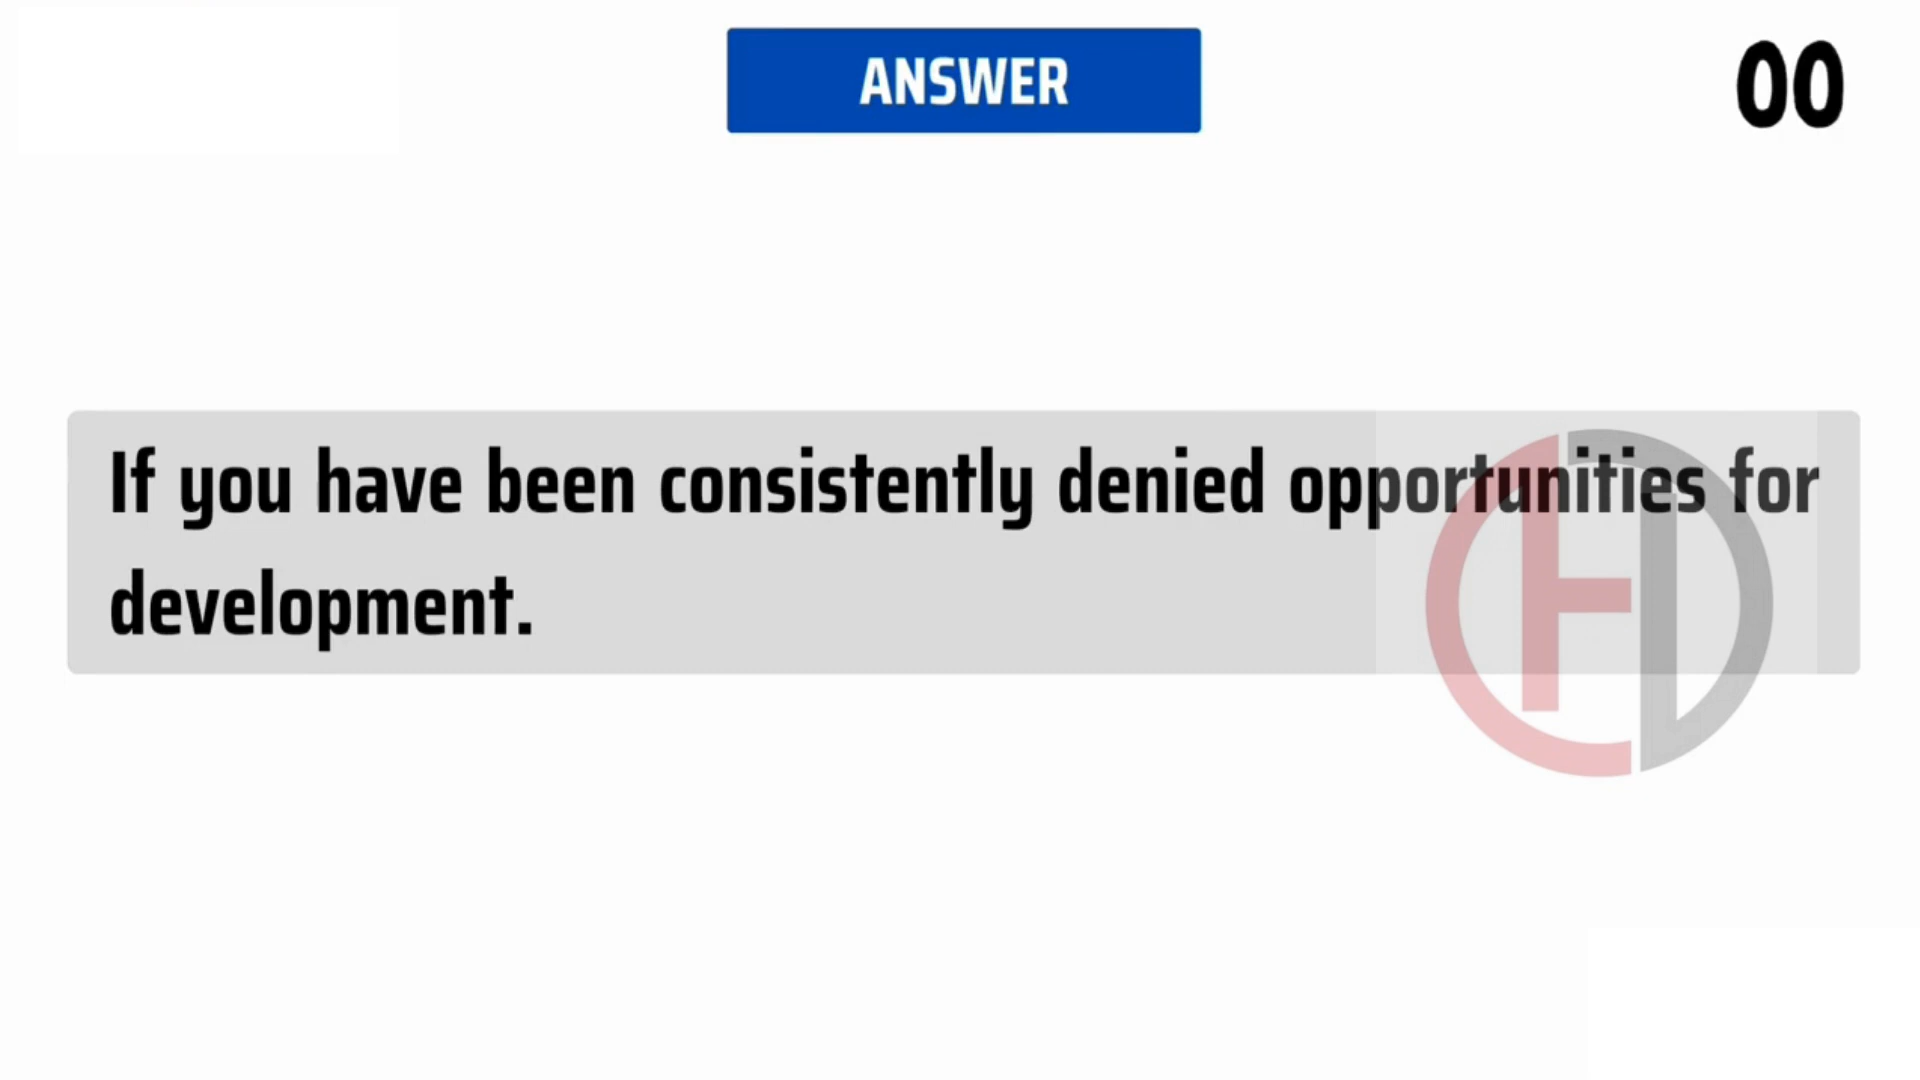 ANSWER
00
If you have been consistently denied opportunities for
development.